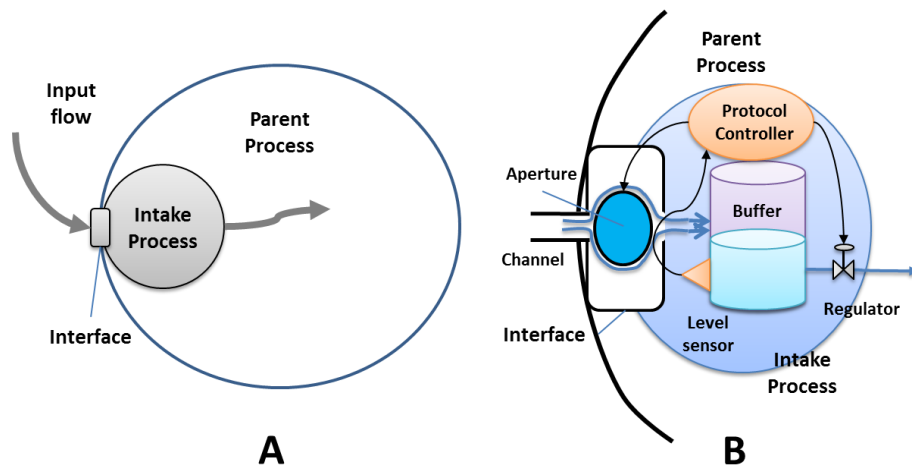 Input
flow
Parent
Process
Intake
Process
Interface
A
Parent
Process
Protocol
Controller
Aperture
Buffer
Channel
Interface
Level
sensor
Regulator
Intake
Process
B